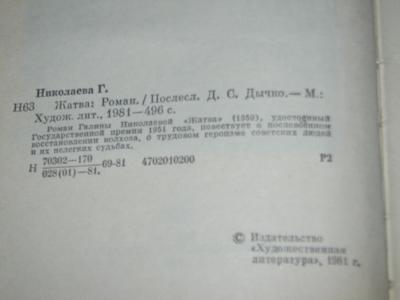 Николаева Г.
Н63 Жатва: Роман./Послесл. Д. С. Дычко.—М.:
Худож. лит., 1981—496 с.
Роман Галины Николаевой «Жатва» (1950), удостоенный
Государственной премии 1951 года, повествует о послевоенном
восстановлении колхоза, о трудовом героизме советских людей
и их нелегких судьбах.
Н 70302—170
028(01)—81. 69-81 4702010200 Р2
© Издательство
«Художественная
литература», 1981 г.